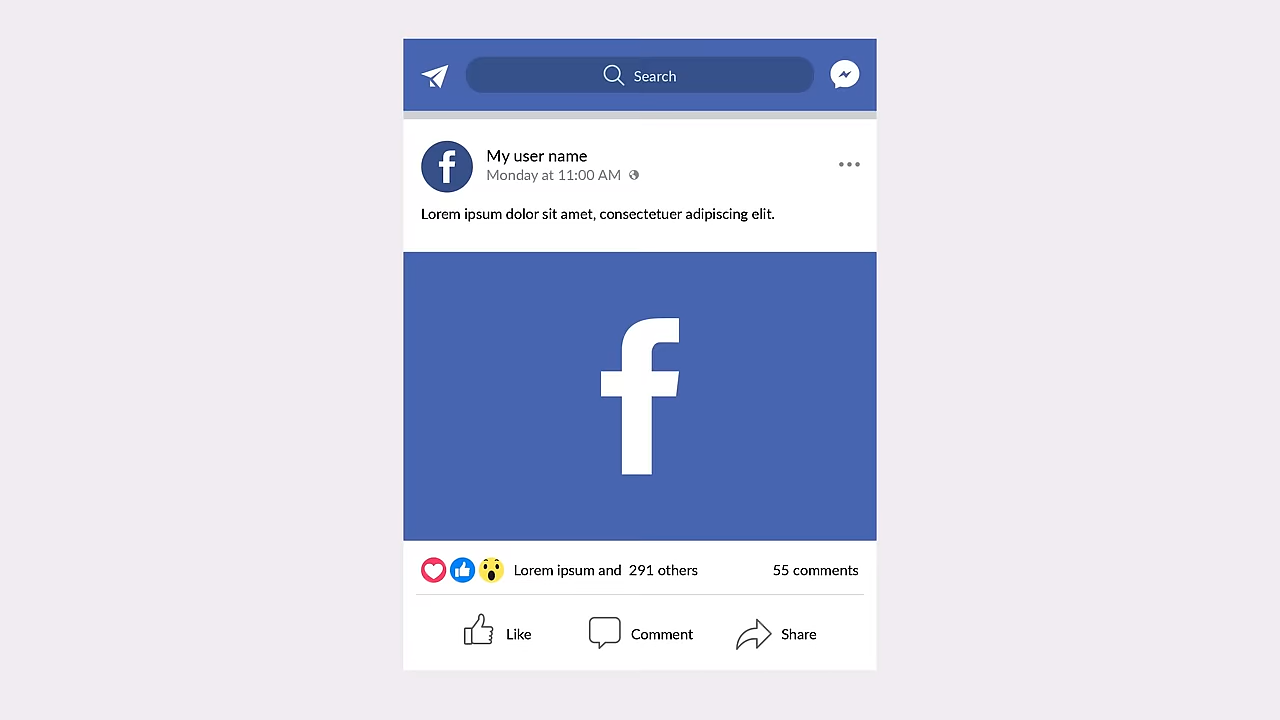 Search
My user name
Monday at 11:00 AM
Lorem ipsum dolor sit amet, consectetuer adipiscing elit.
Lorem ipsum and 291 others
55 comments
Like
Comment
Share